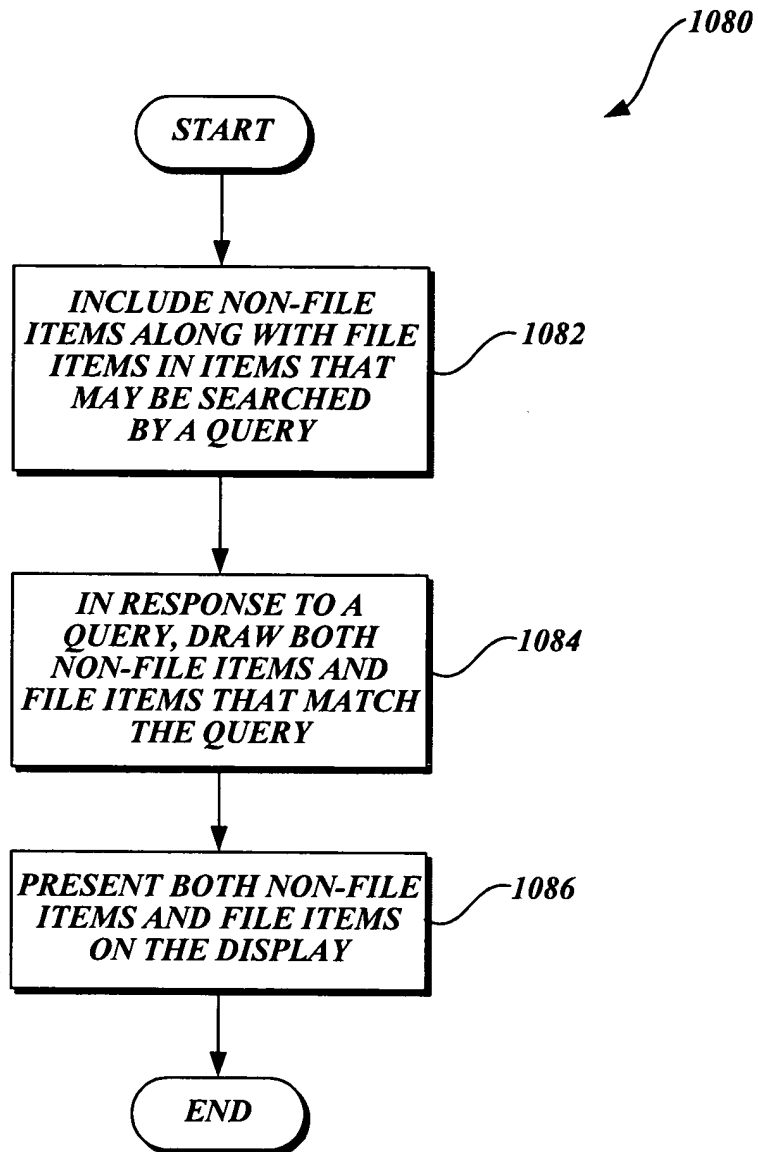 1080
START
INCLUDE NON-FILE
ITEMS ALONG WITH FILE
ITEMS IN ITEMS THAT
MAY BE SEARCHED
BY A QUERY
1082
IN RESPONSE TO A
QUERY, DRAW BOTH
NON-FILE ITEMS AND
FILE ITEMS THAT MATCH
THE QUERY
1084
PRESENT BOTH NON-FILE
ITEMS AND FILE ITEMS
ON THE DISPLAY
1086
END